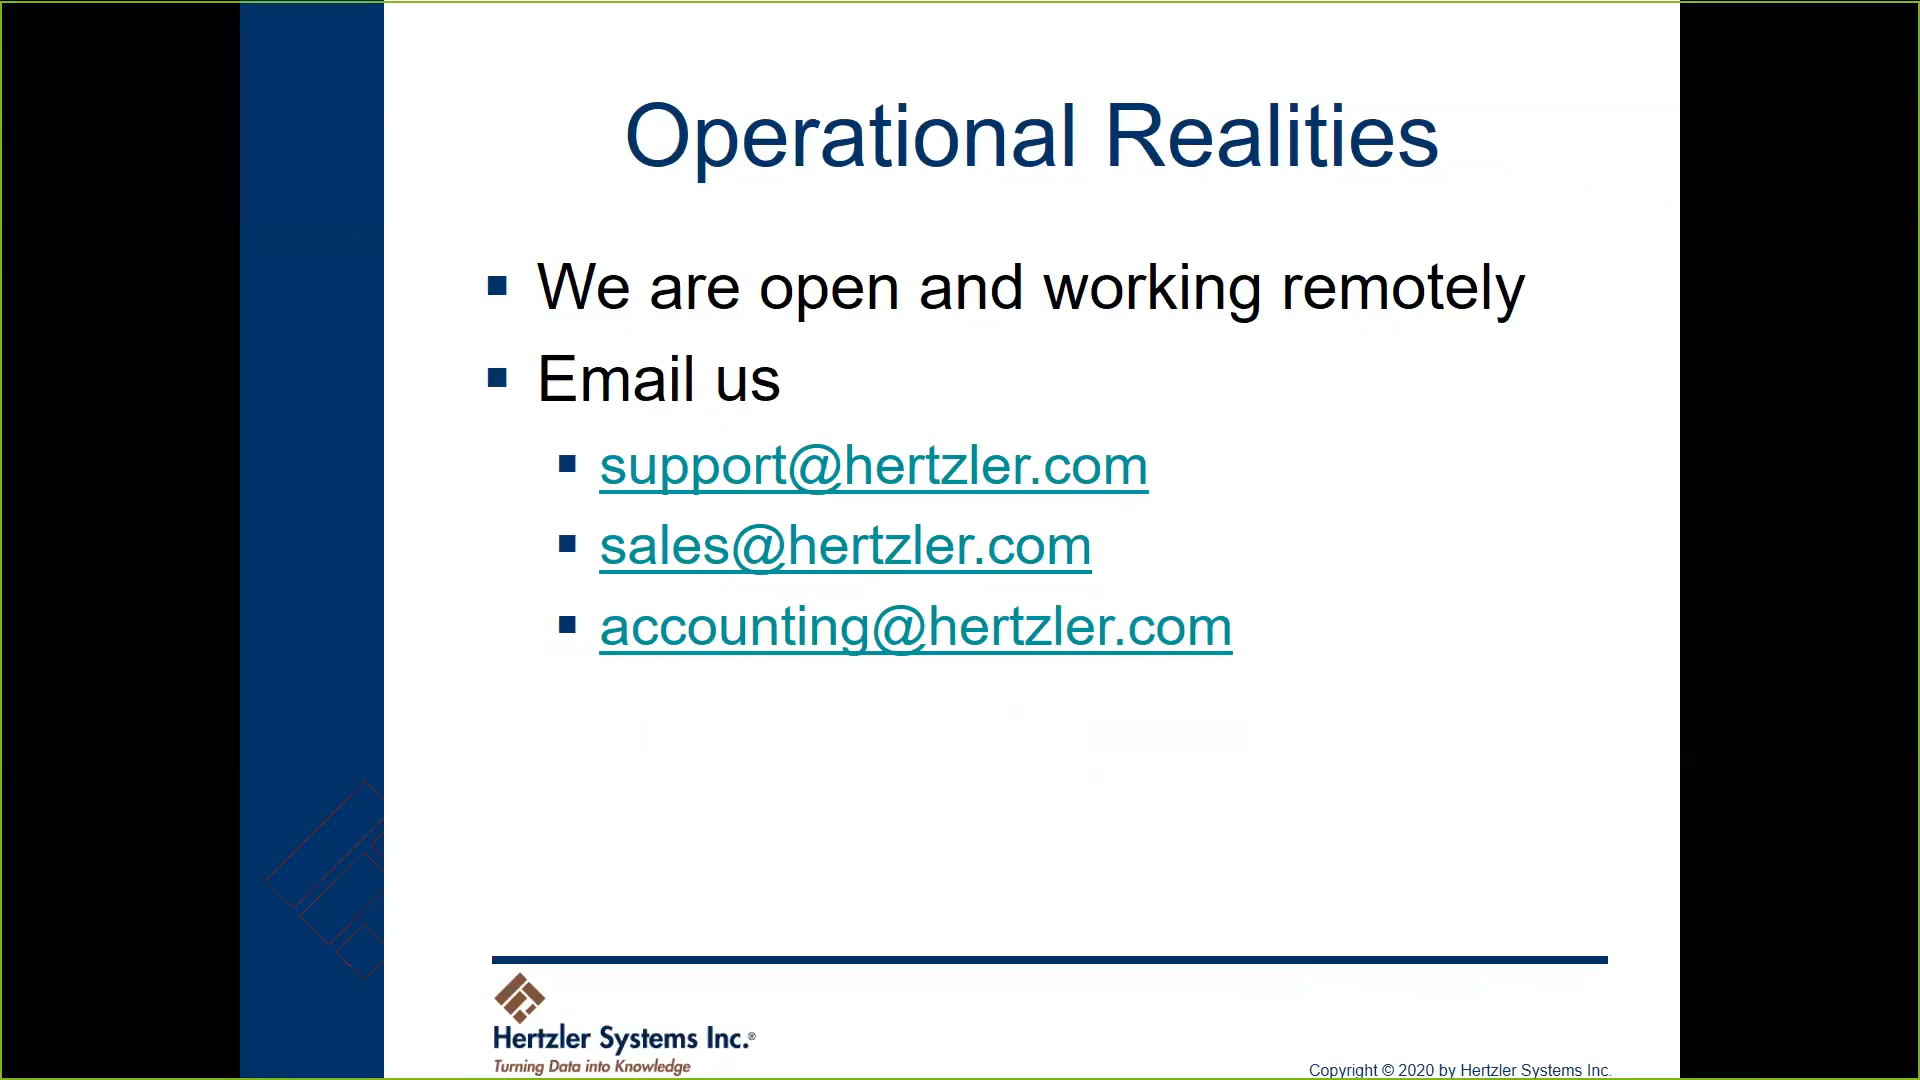 Operational Realities
We are open and working remotely
Email us
support@hertzler.com
sales@hertzler.com
accounting@hertzler.com
Hertzler Systems Inc.®
Turning Data into Knowledge
Copyright © 2020 by Hertzler Systems Inc.